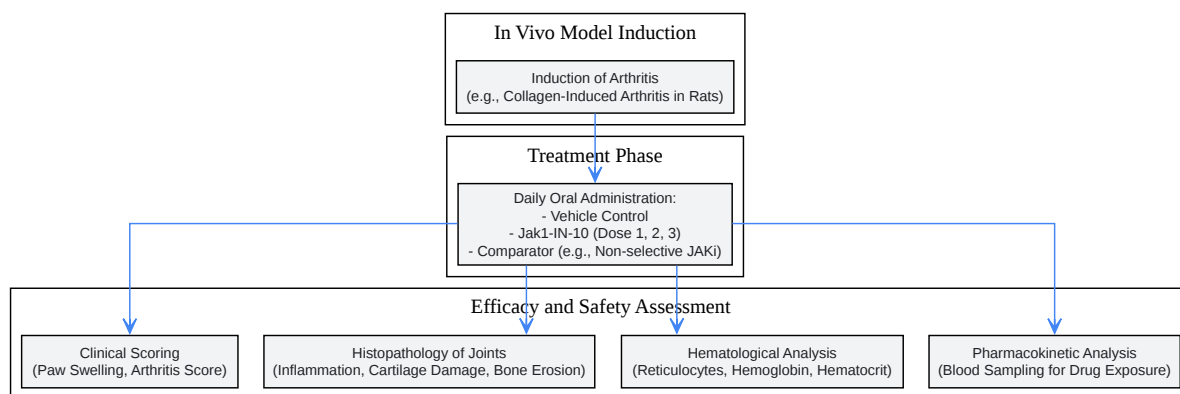 In Vivo Model Induction
Induction of Arthritis
(e.g., Collagen-Induced Arthritis in Rats)
Treatment Phase
Daily Oral Administration:
- Vehicle Control
- Jak1-IN-10 (Dose 1, 2, 3)
- Comparator (e.g., Non-selective JAKi)
Efficacy and Safety Assessment
Clinical Scoring
(Paw Swelling, Arthritis Score)
Histopathology of Joints
(Inflammation, Cartilage Damage, Bone Erosion)
Hematological Analysis
(Reticulocytes, Hemoglobin, Hematocrit)
Pharmacokinetic Analysis
(Blood Sampling for Drug Exposure)